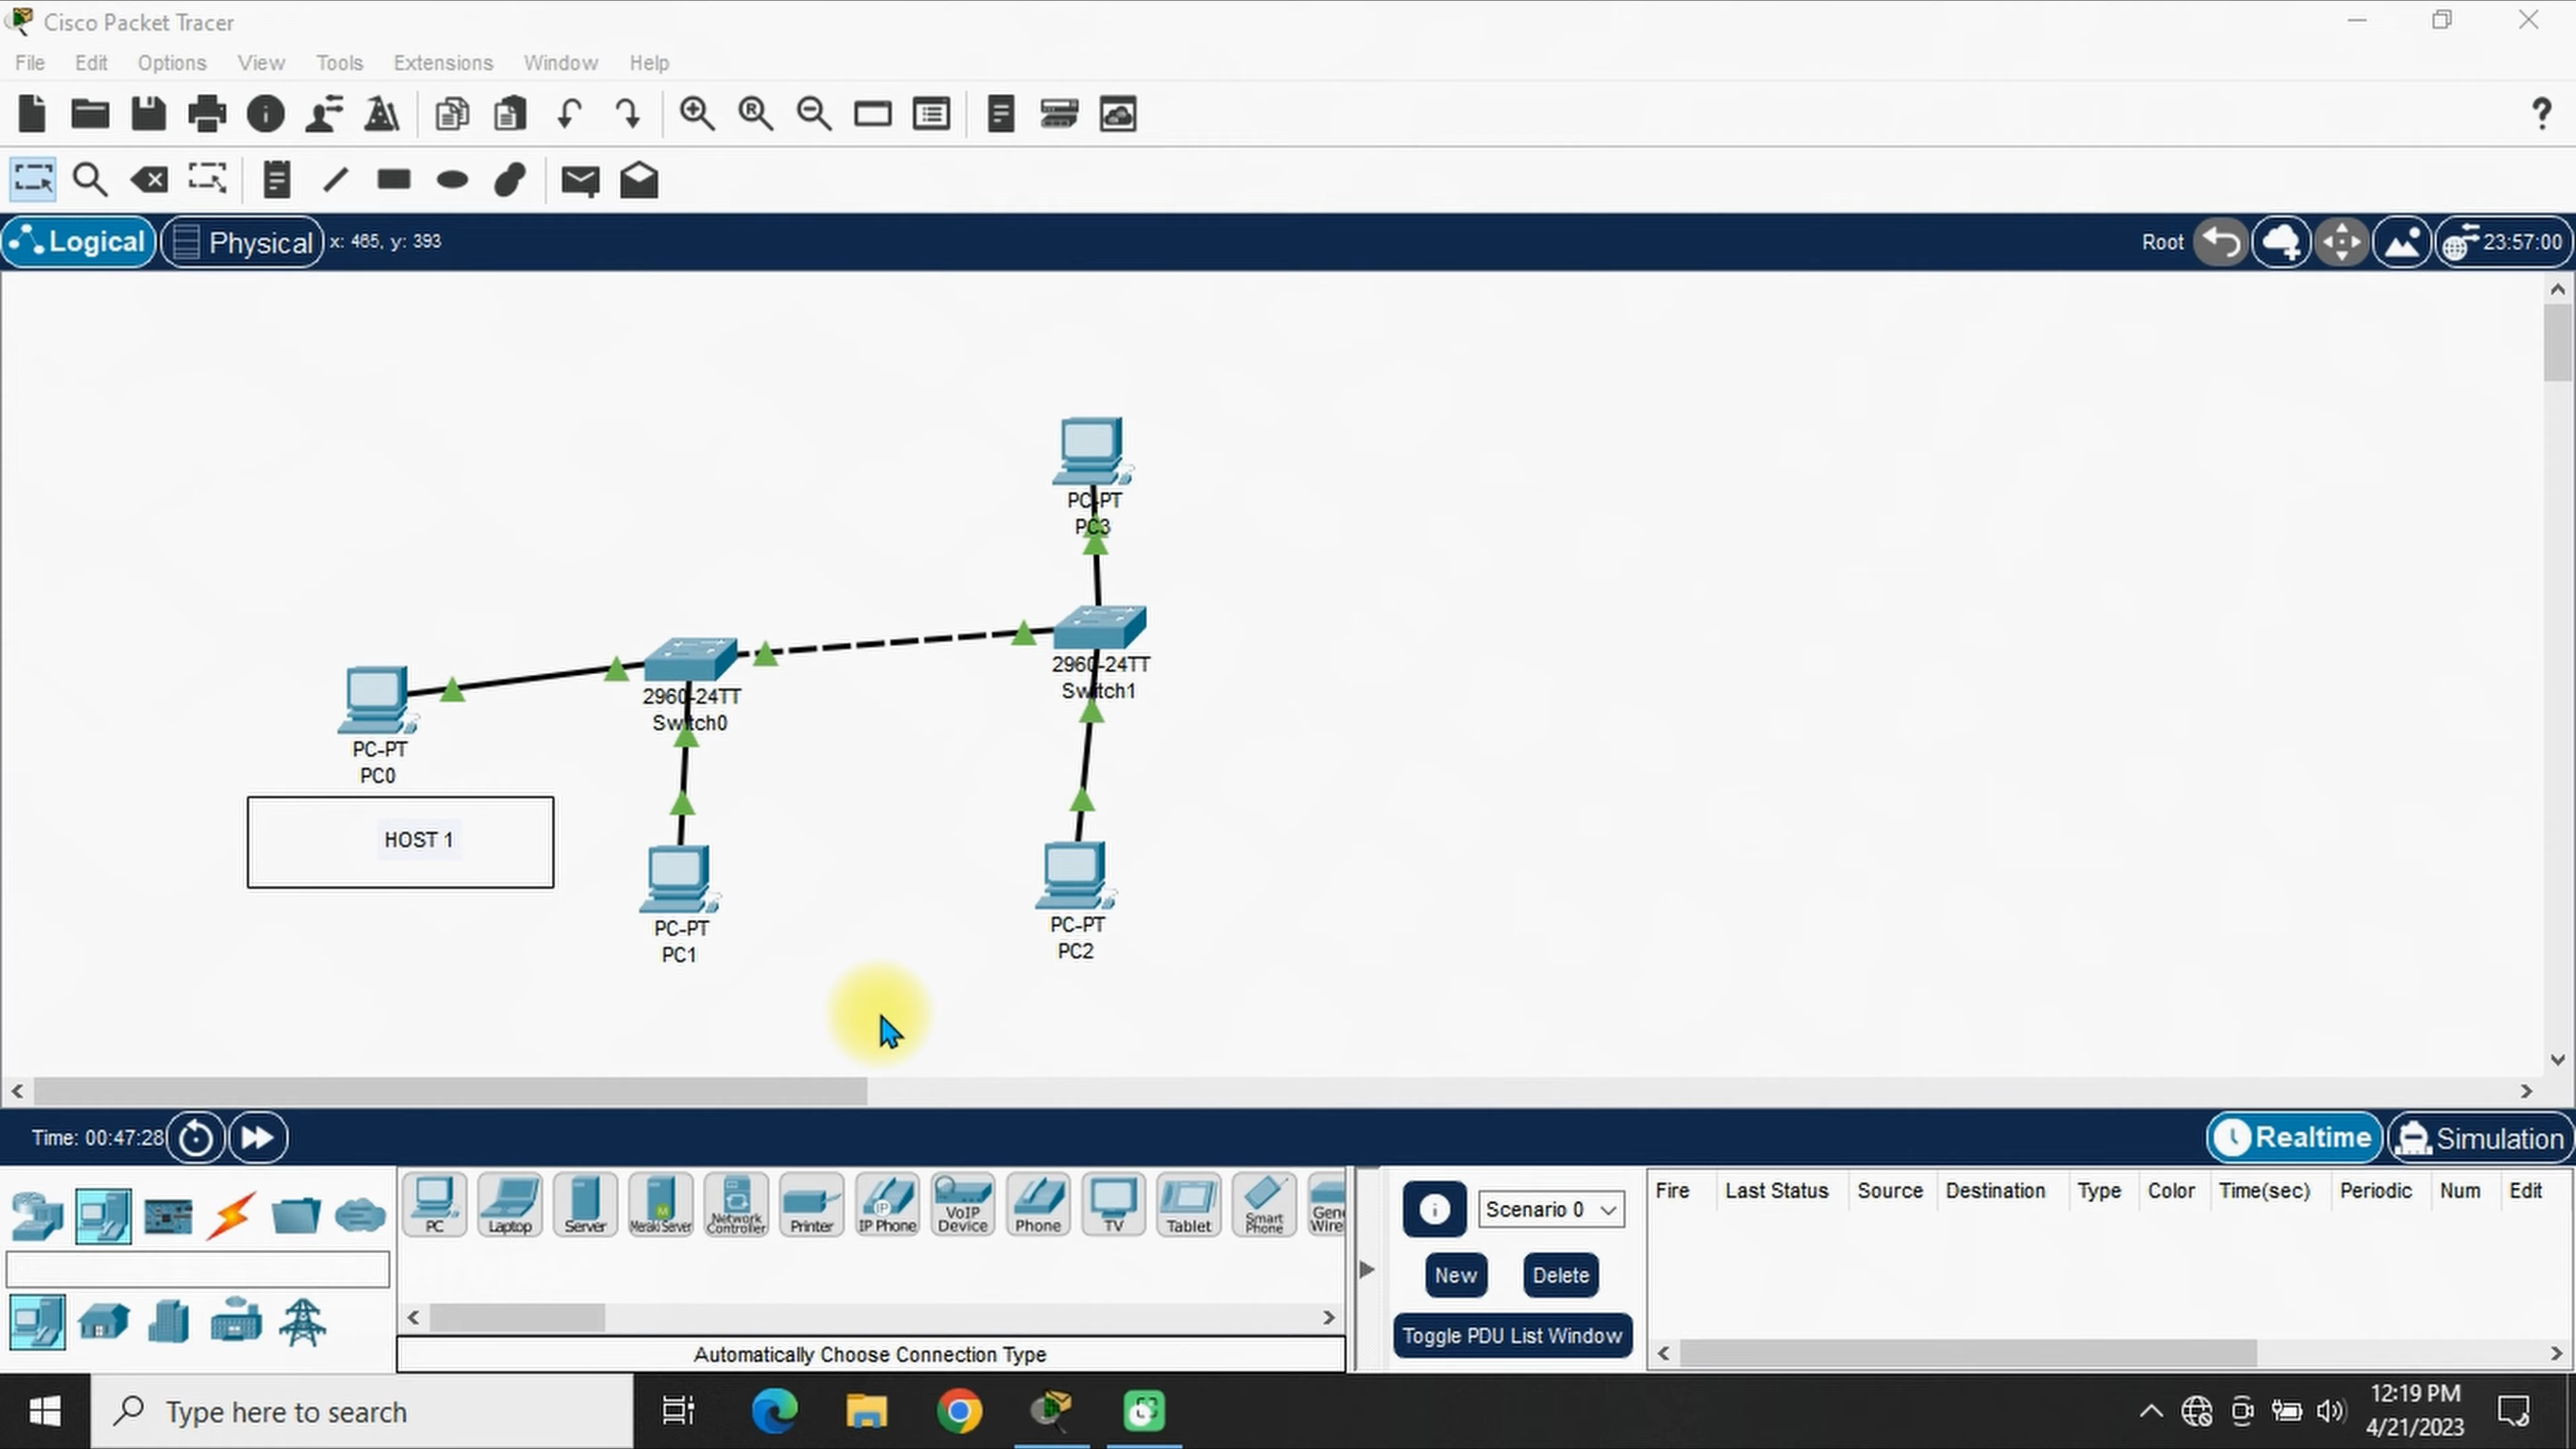 Cisco Packet Tracer
File Edit Options View Tools Extensions Window Help
Logical Physical x: 465, y: 393 Root 23:57:00
PC-PT
PC3
2960-24TT
Switch1
2960-24TT
Switch0
PC-PT
PC0
HOST 1
PC-PT
PC1
PC-PT
PC2
Time: 00:47:28 Realtime Simulation
PC Laptop Server Meraki Server Network Controller Printer IP Phone VoIP Device Phone TV Tablet Smart Phone
Scenario 0
New Delete
Toggle PDU List Window
Fire Last Status Source Destination Type Color Time(sec) Periodic Num Edit
Automatically Choose Connection Type
Type here to search
12:19 PM
4/21/2023